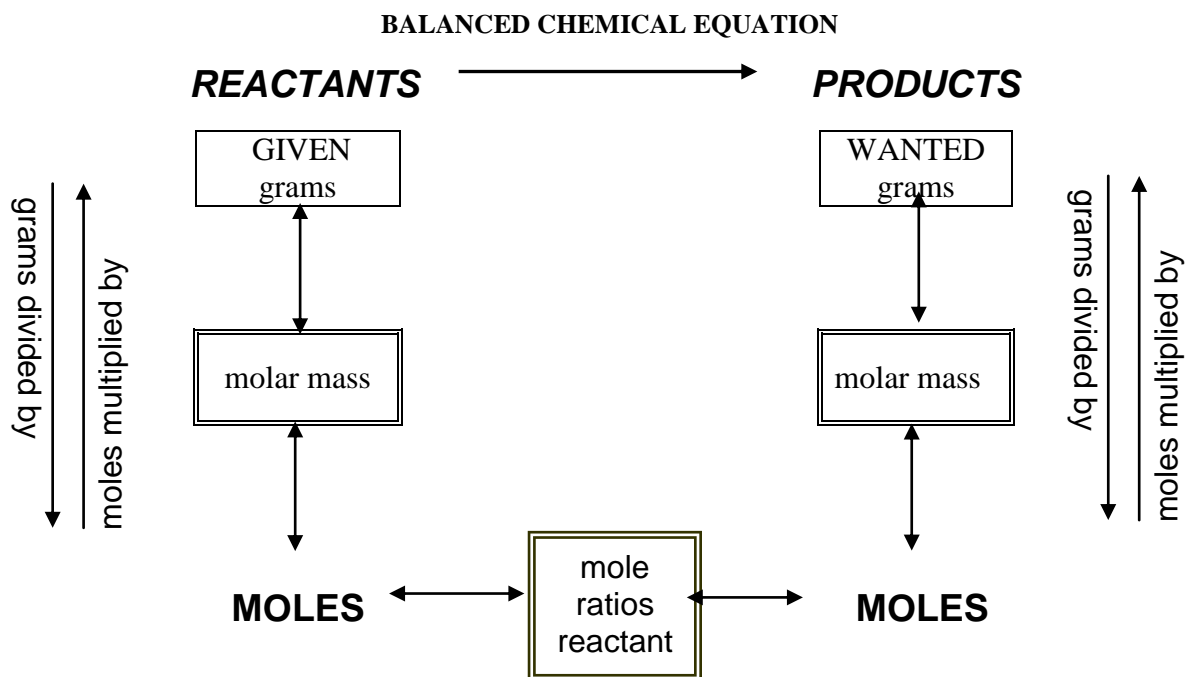 BALANCED CHEMICAL EQUATION
REACTANTS
PRODUCTS
GIVEN
grams
WANTED
grams
grams divided by
moles multiplied by
grams divided by
moles multiplied by
molar mass
molar mass
MOLES
mole
ratios
reactant
MOLES